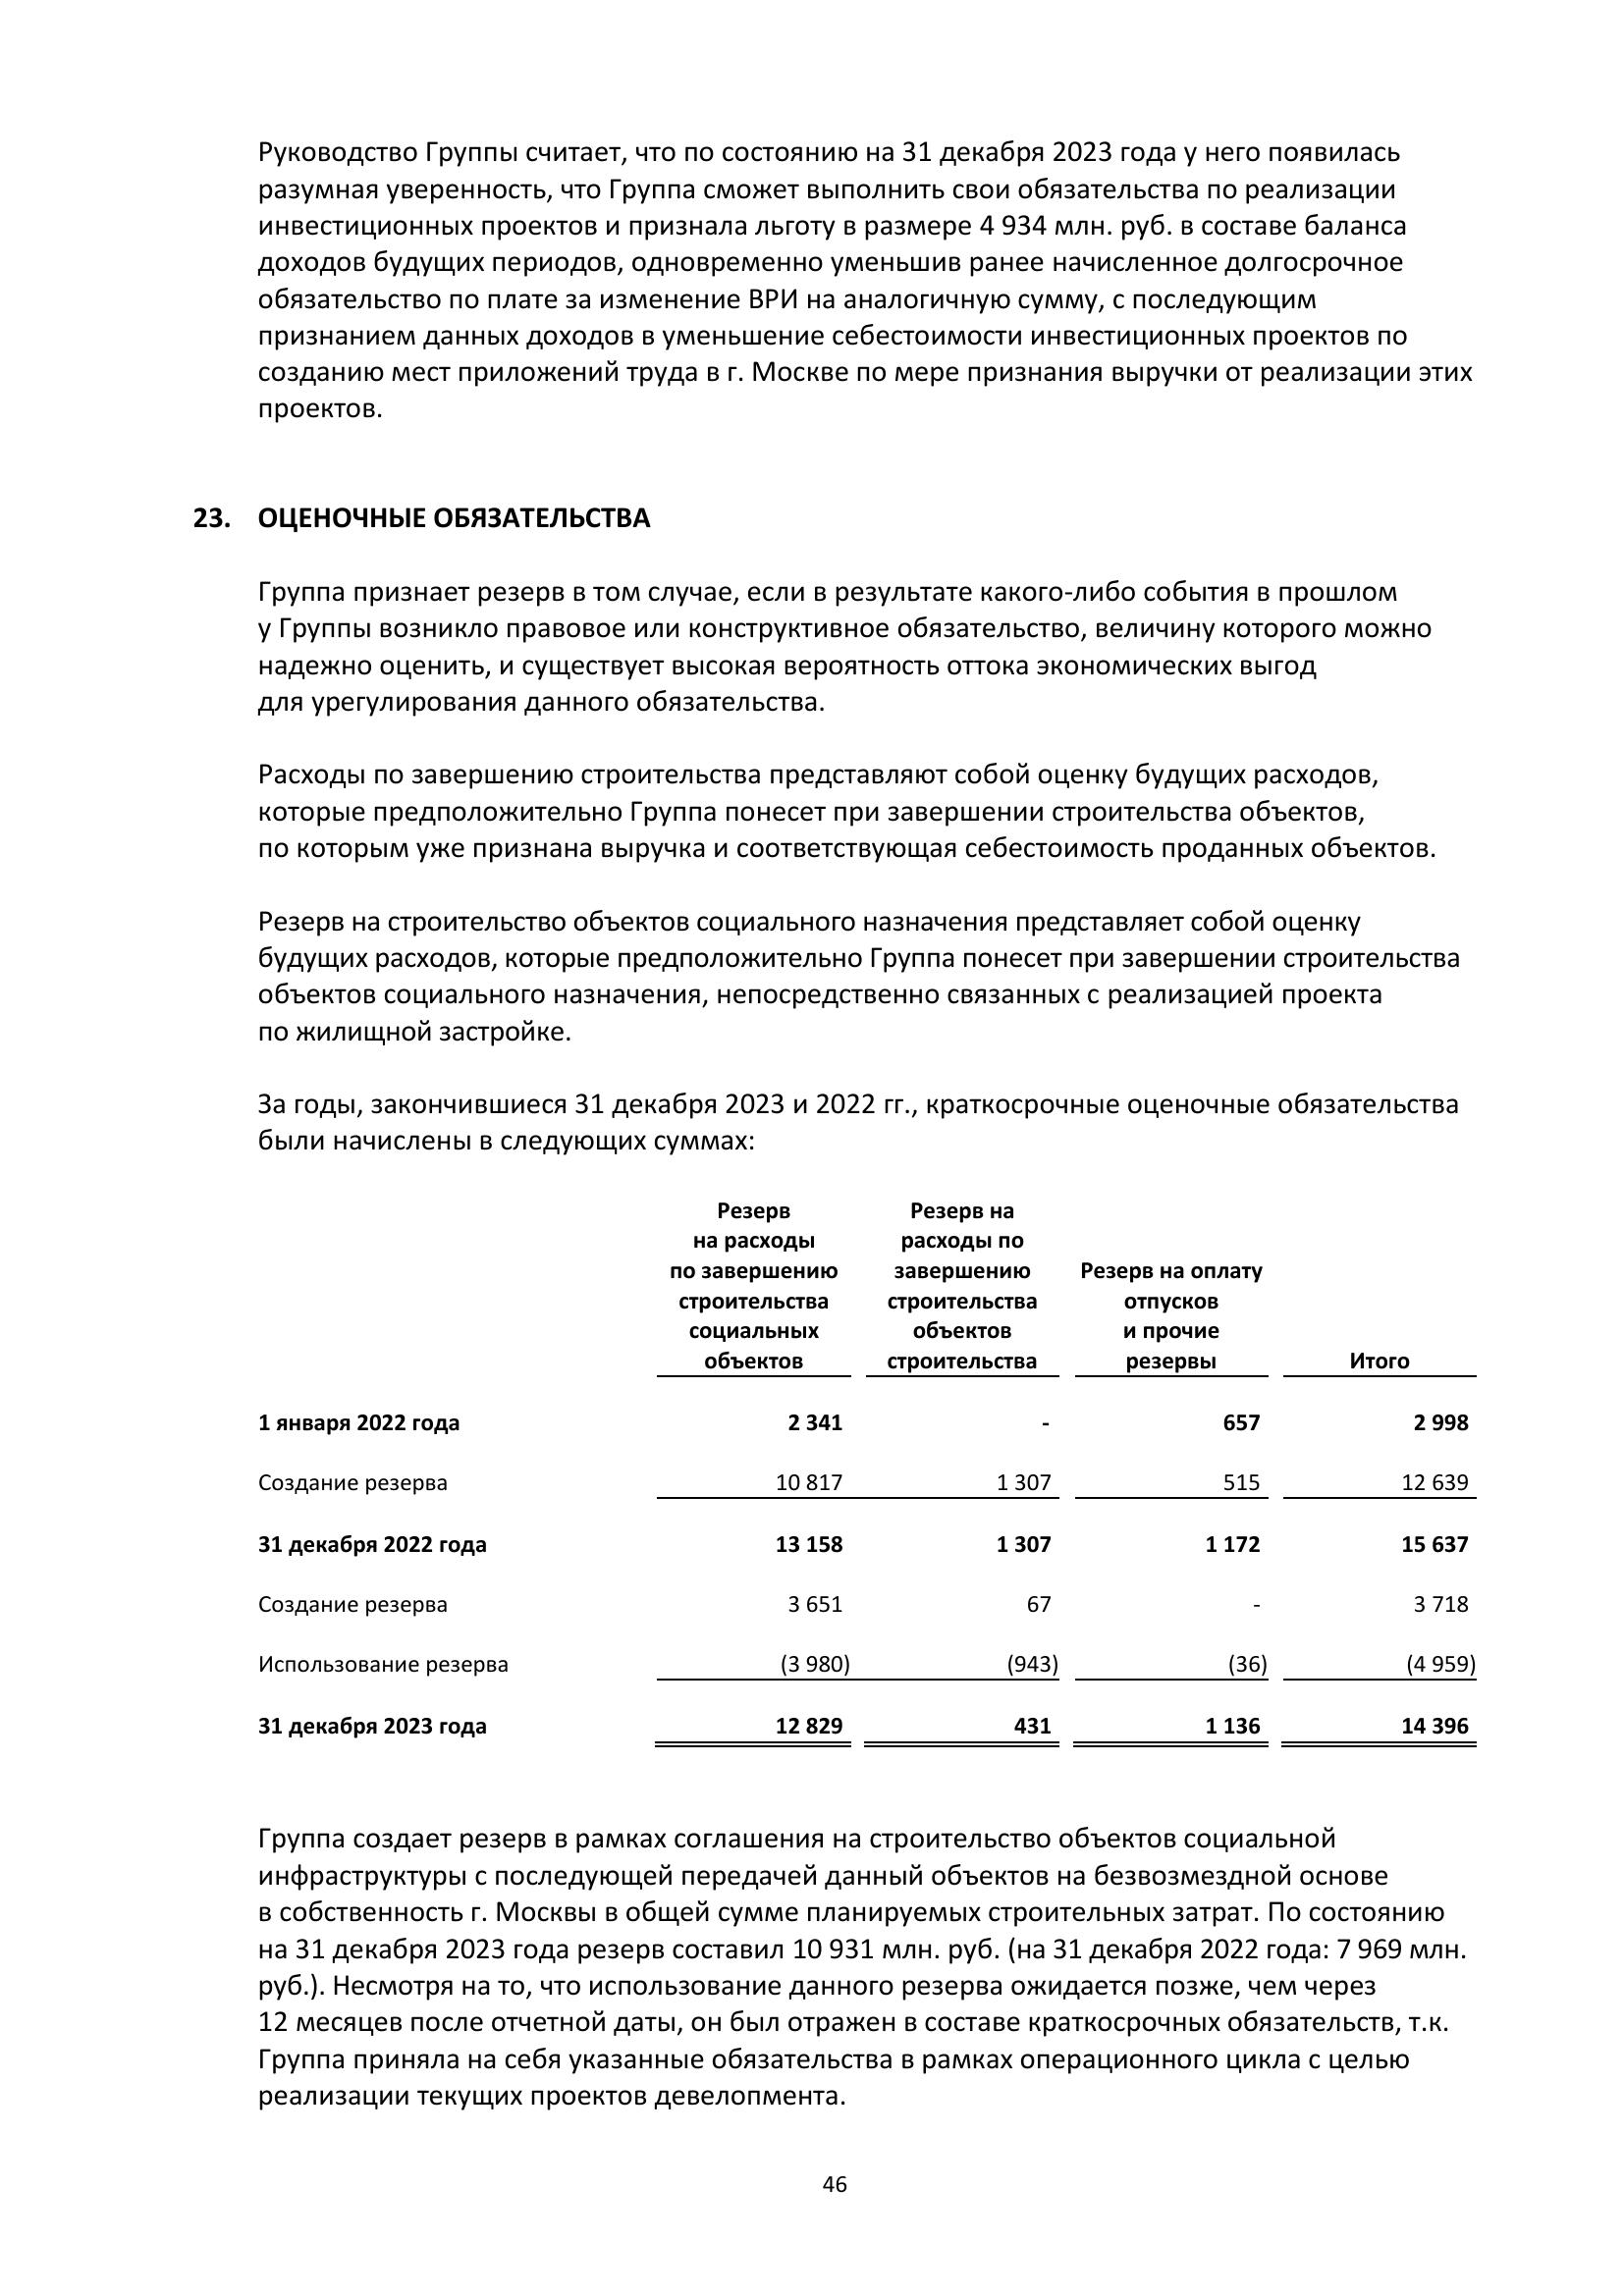 Руководство Группы считает, что по состоянию на 31 декабря 2023 года у него появилась
разумная уверенность, что Группа сможет выполнить свои обязательства по реализации
инвестиционных проектов и признала льготу в размере 4 934 млн. руб. в составе баланса
доходов будущих периодов, одновременно уменьшив ранее начисленное долгосрочное
обязательство по плате за изменение ВРИ на аналогичную сумму, с последующим
признанием данных доходов в уменьшение себестоимости инвестиционных проектов по
созданию мест приложений труда в г. Москве по мере признания выручки от реализации этих
проектов.
23. ОЦЕНОЧНЫЕ ОБЯЗАТЕЛЬСТВА
Группа признает резерв в том случае, если в результате какого-либо события в прошлом
у Группы возникло правовое или конструктивное обязательство, величину которого можно
надежно оценить, и существует высокая вероятность оттока экономических выгод
для урегулирования данного обязательства.
Расходы по завершению строительства представляют собой оценку будущих расходов,
которые предположительно Группа понесет при завершении строительства объектов,
по которым уже признана выручка и соответствующая себестоимость проданных объектов.
Резерв на строительство объектов социального назначения представляет собой оценку
будущих расходов, которые предположительно Группа понесет при завершении строительства
объектов социального назначения, непосредственно связанных с реализацией проекта
по жилищной застройке.
За годы, закончившиеся 31 декабря 2023 и 2022 гг., краткосрочные оценочные обязательства
были начислены в следующих суммах:
Резерв Резерв на
на расходы расходы по
по завершению завершению Резерв на оплату
строительства строительства отпусков
социальных объектов и прочие
объектов строительства резервы Итого
1 января 2022 года 2 341 - 657 2 998
Создание резерва 10 817 1 307 515 12 639
31 декабря 2022 года 13 158 1 307 1 172 15 637
Создание резерва 3 651 67 - 3 718
Использование резерва (3 980) (943) (36) (4 959)
31 декабря 2023 года 12 829 431 1 136 14 396
Группа создает резерв в рамках соглашения на строительство объектов социальной
инфраструктуры с последующей передачей данный объектов на безвозмездной основе
в собственность г. Москвы в общей сумме планируемых строительных затрат. По состоянию
на 31 декабря 2023 года резерв составил 10 931 млн. руб. (на 31 декабря 2022 года: 7 969 млн.
руб.). Несмотря на то, что использование данного резерва ожидается позже, чем через
12 месяцев после отчетной даты, он был отражен в составе краткосрочных обязательств, т.к.
Группа приняла на себя указанные обязательства в рамках операционного цикла с целью
реализации текущих проектов девелопмента.
46